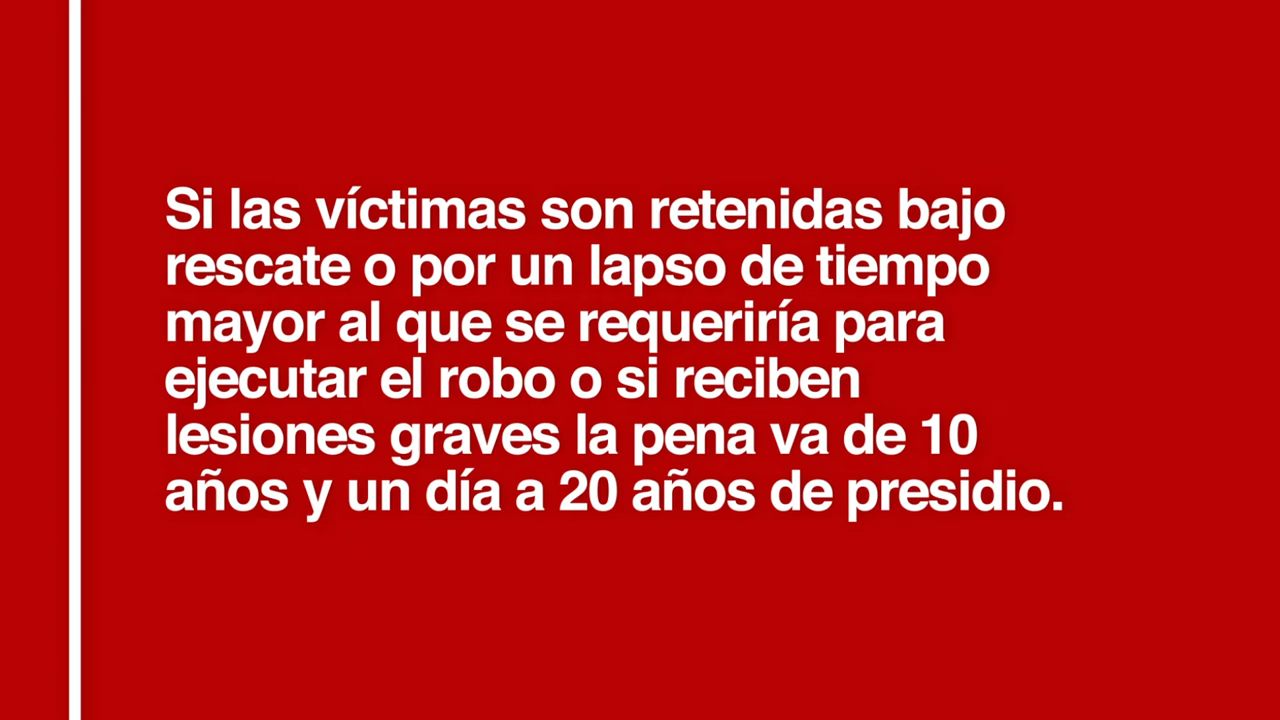 Si las víctimas son retenidas bajo
rescate o por un lapso de tiempo
mayor al que se requeriría para
ejecutar el robo o si reciben
lesiones graves la pena va de 10
años y un día a 20 años de presidio.